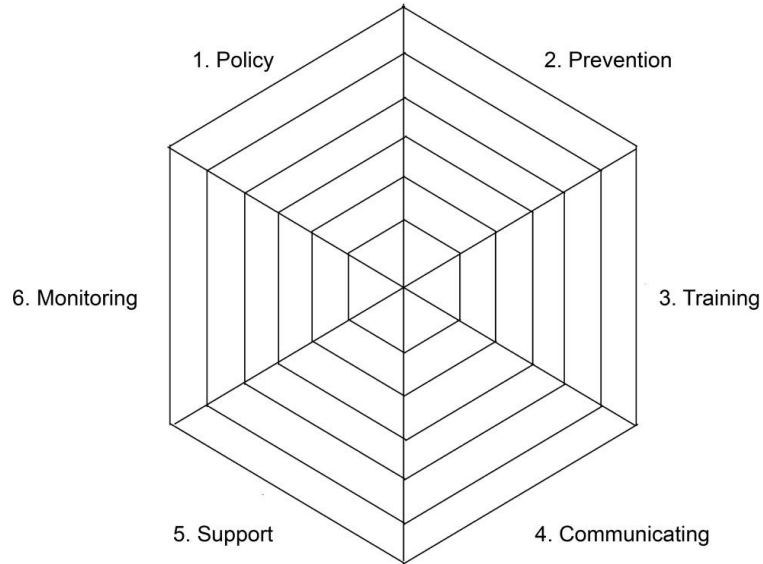 1. Policy
2. Prevention
3. Training
4. Communicating
5. Support
6. Monitoring